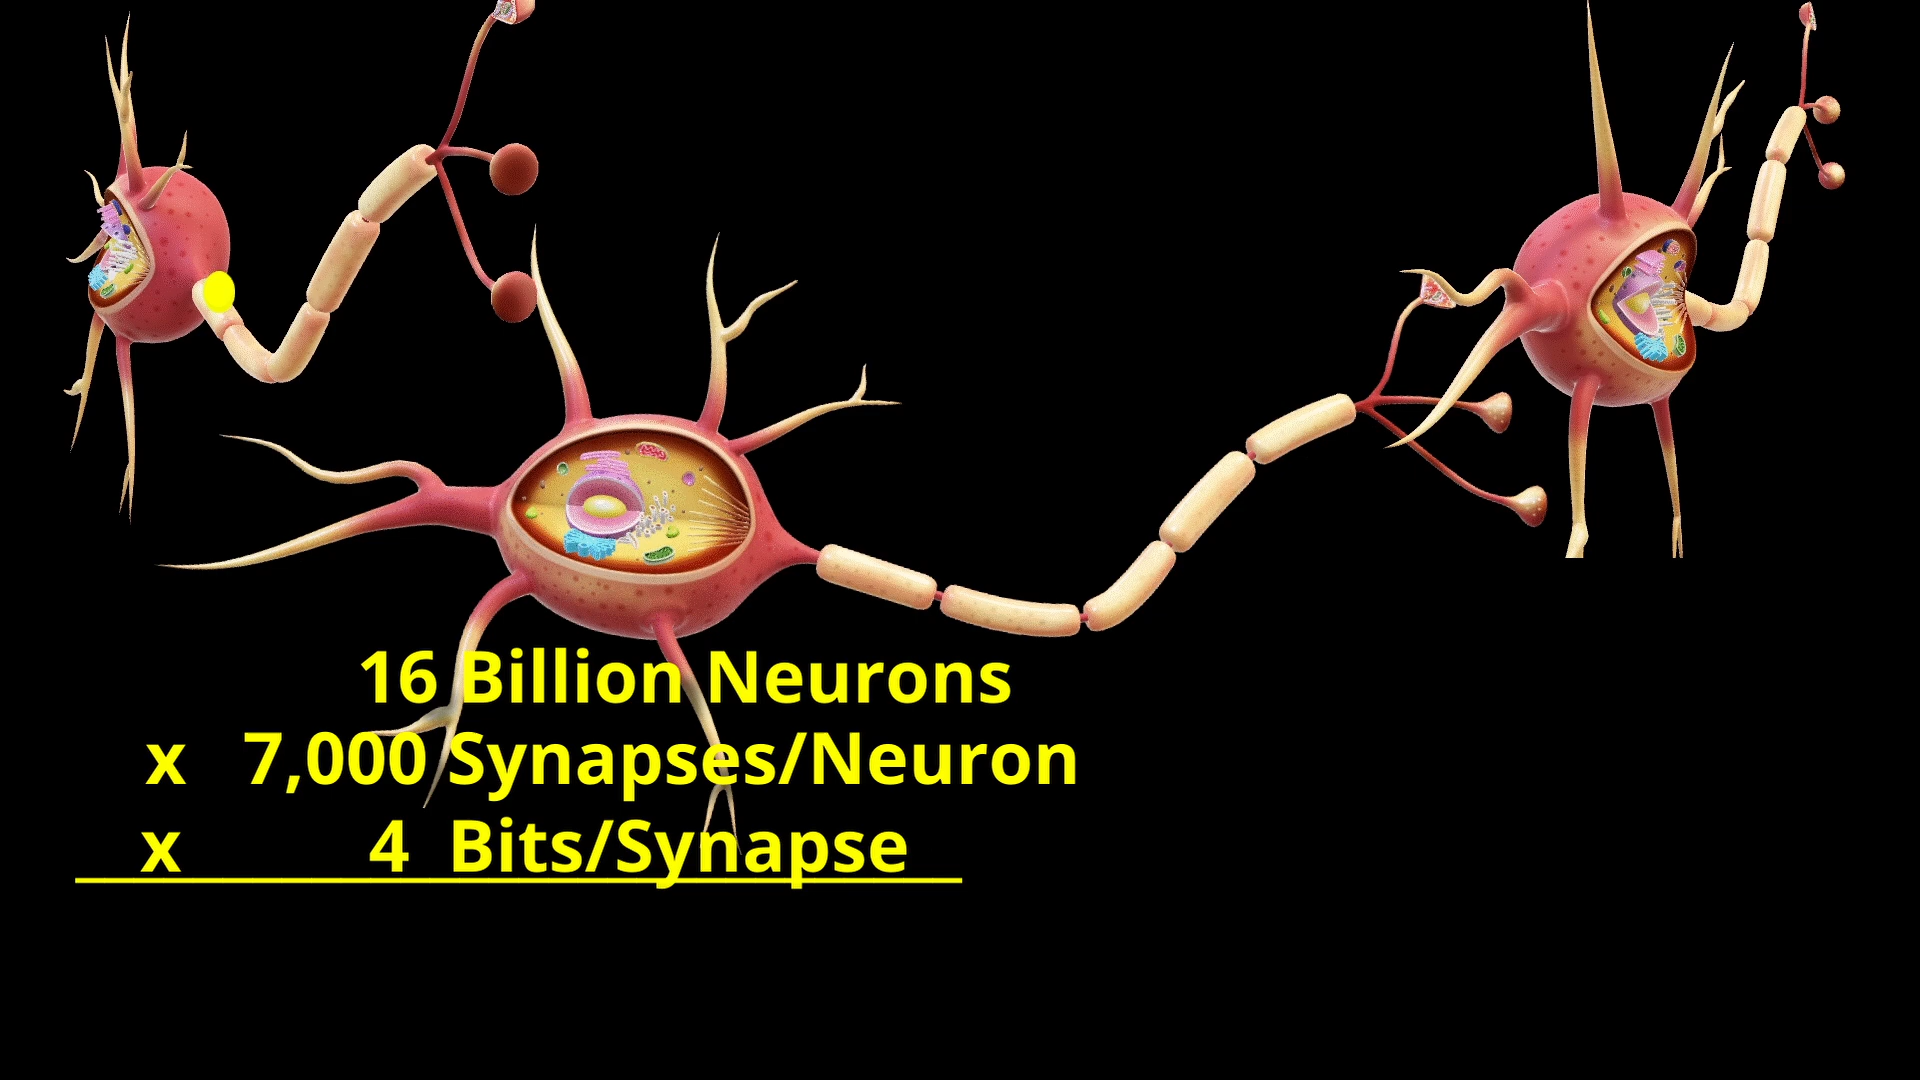 16 Billion Neurons
x 7,000 Synapses/Neuron
x 4 Bits/Synapse